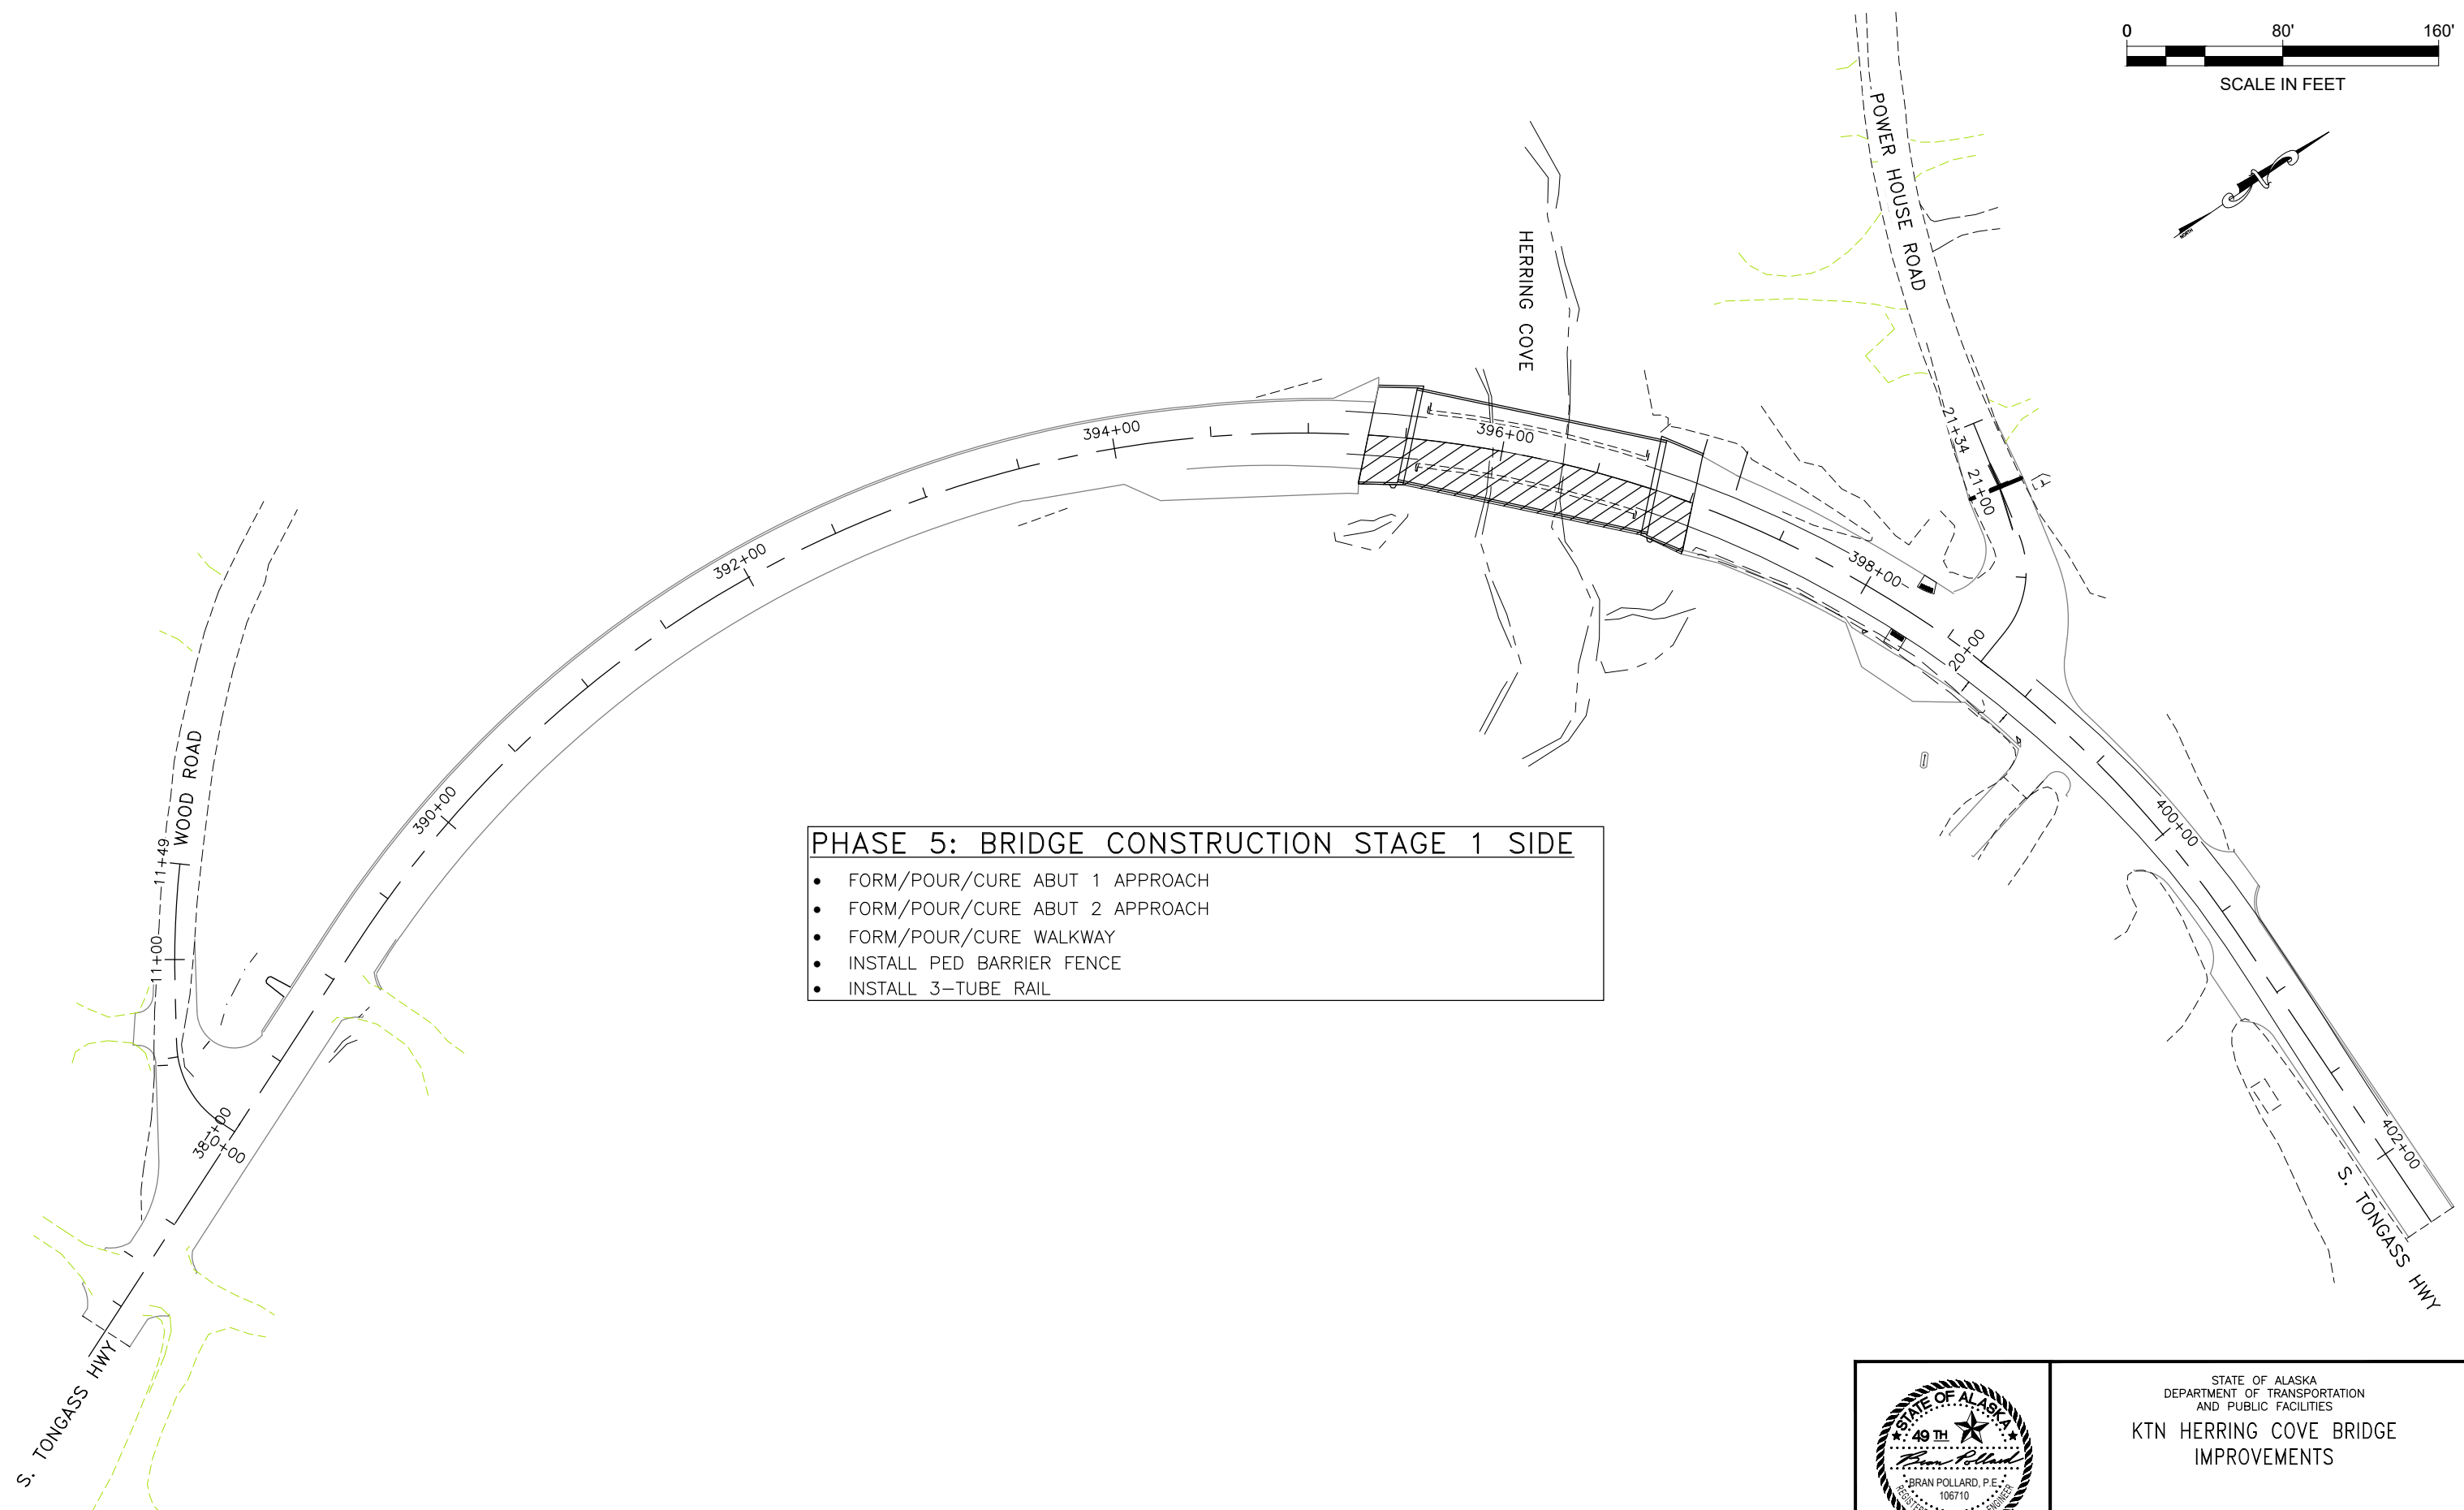 0 80' 160'
SCALE IN FEET
NORTH
POWER HOUSE ROAD
HERRING COVE
21+34
21+00
394+00
396+00
392+00
398+00
20+00
390+00
400+00
WOOD ROAD
11+49
11+00
402+00
S. TONGASS HWY
S. TONGASS HWY
PHASE 5: BRIDGE CONSTRUCTION STAGE 1 SIDE
• FORM/POUR/CURE ABUT 1 APPROACH
• FORM/POUR/CURE ABUT 2 APPROACH
• FORM/POUR/CURE WALKWAY
• INSTALL PED BARRIER FENCE
• INSTALL 3-TUBE RAIL
STATE OF ALASKA
49 TH
Bran Pollard
BRAN POLLARD, P.E.
106710
STATE OF ALASKA
DEPARTMENT OF TRANSPORTATION
AND PUBLIC FACILITIES
KTN HERRING COVE BRIDGE
IMPROVEMENTS